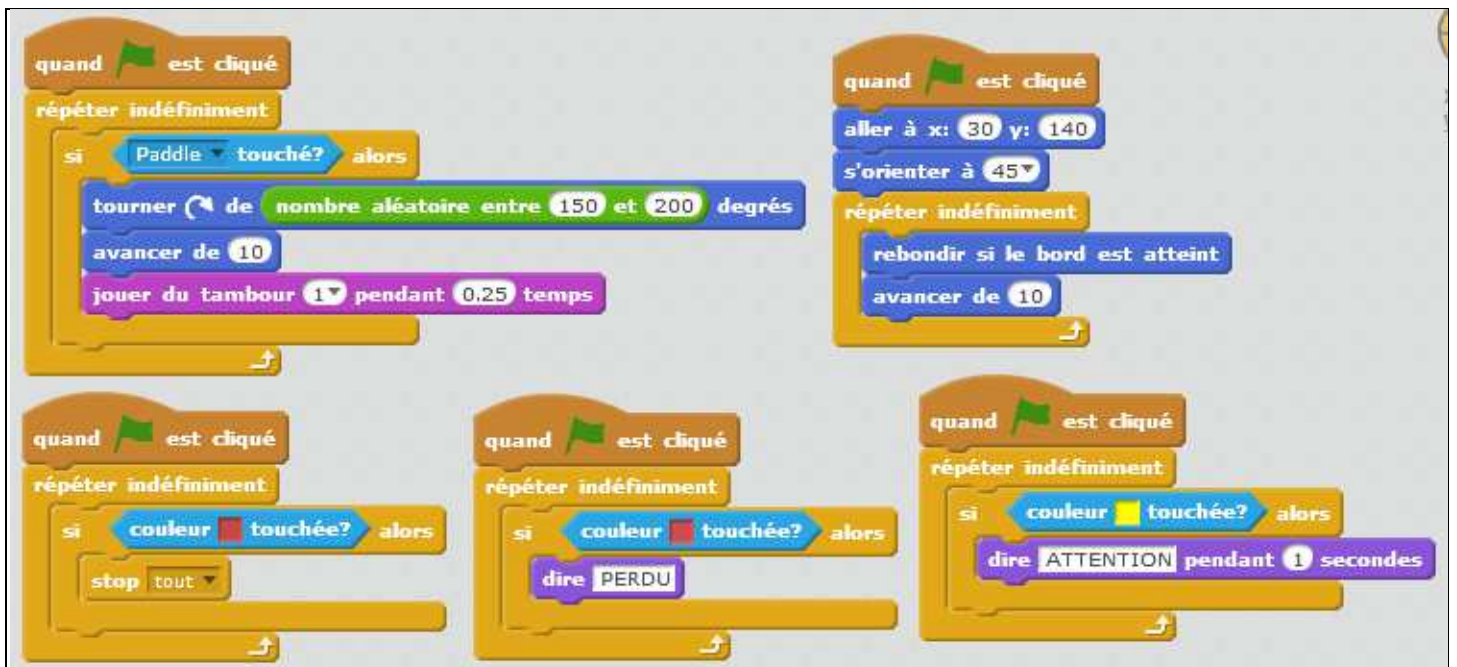 quand est cliqué
répéter indéfiniment
si Paddle touché? alors
tourner de nombre aléatoire entre 150 et 200 degrés
avancer de 10
jouer du tambour 1 pendant 0.25 temps
quand est cliqué
aller à x: 30 y: 140
s'orienter à 45
répéter indéfiniment
rebondir si le bord est atteint
avancer de 10
quand est cliqué
répéter indéfiniment
si couleur touchée? alors
stop tout
quand est cliqué
répéter indéfiniment
si couleur touchée? alors
dire PERDU
quand est cliqué
répéter indéfiniment
si couleur touchée? alors
dire ATTENTION pendant 1 secondes